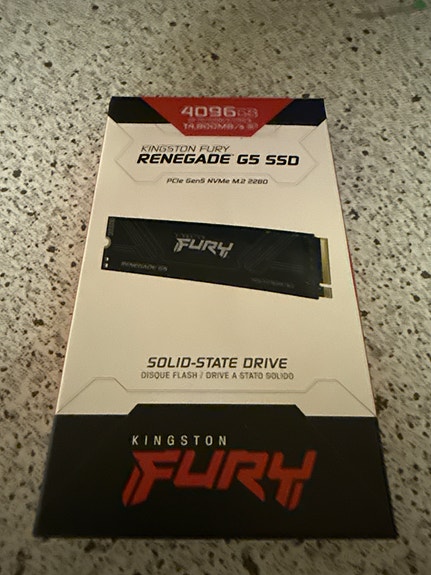 4096GB
14,800MB/s
KINGSTON FURY
RENEGADE™ G5 SSD
PCIe Gen5 NVMe M.2 2280
FURY
RENEGADE G5
SOLID-STATE DRIVE
DISQUE FLASH / DRIVE A STATO SOLIDO
KINGSTON
FURY